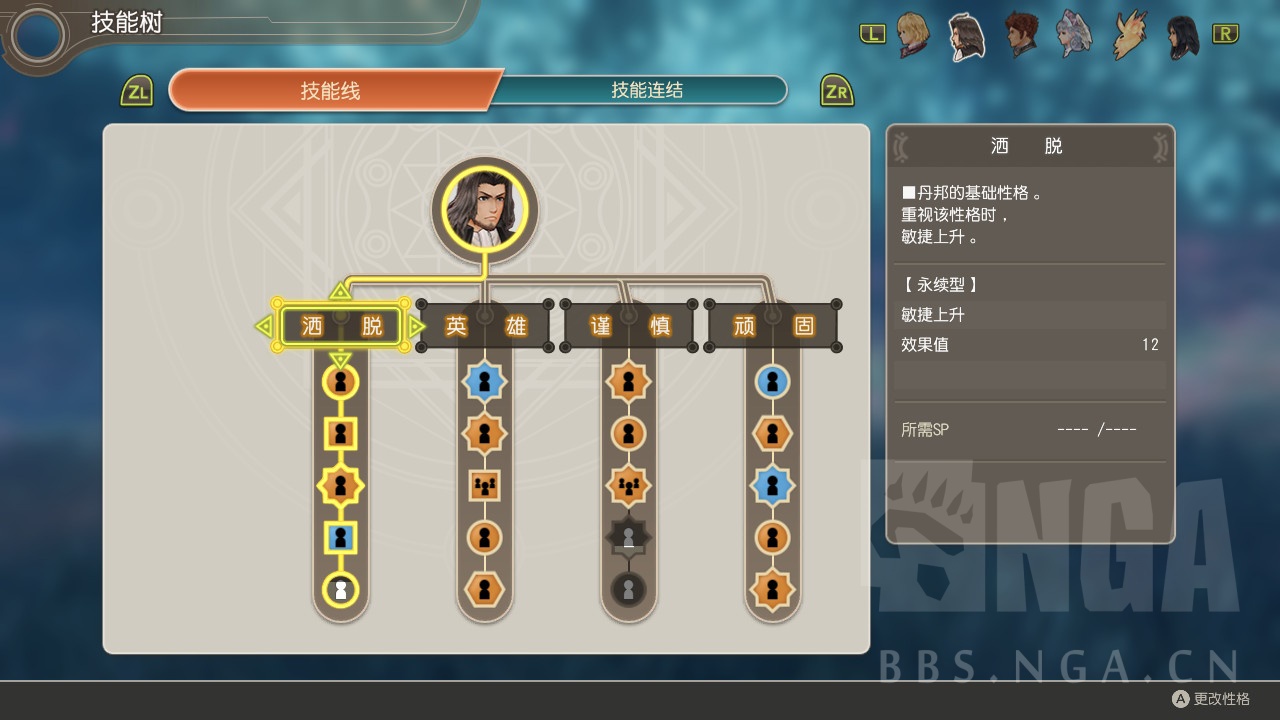 技能树
L
R
ZL
技能线
技能连结
ZR
洒 脱
英 雄
谨 慎
顽 固
洒 脱
■丹邦的基础性格。
重视该性格时，
敏捷上升。
【永续型】
敏捷上升
效果值 12
所需SP ---- /----
NGA
BBS.NGA.CN
A 更改性格